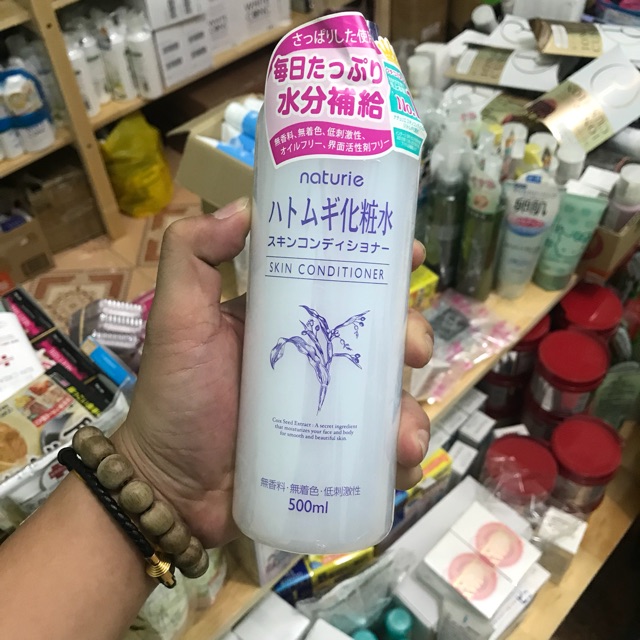 さっぱりした使
毎日たっぷり
水分補給
無香料、無着色、低刺激性、
オイルフリー、界面活性剤フリー
naturie
ハトムギ化粧水
スキンコンディショナー
SKIN CONDITIONER
Coix Seed Extract : A secret ingredient
that moisturizes your face and body
for smooth and beautiful skin.
無香料・無着色・低刺激性
500ml
卵肌